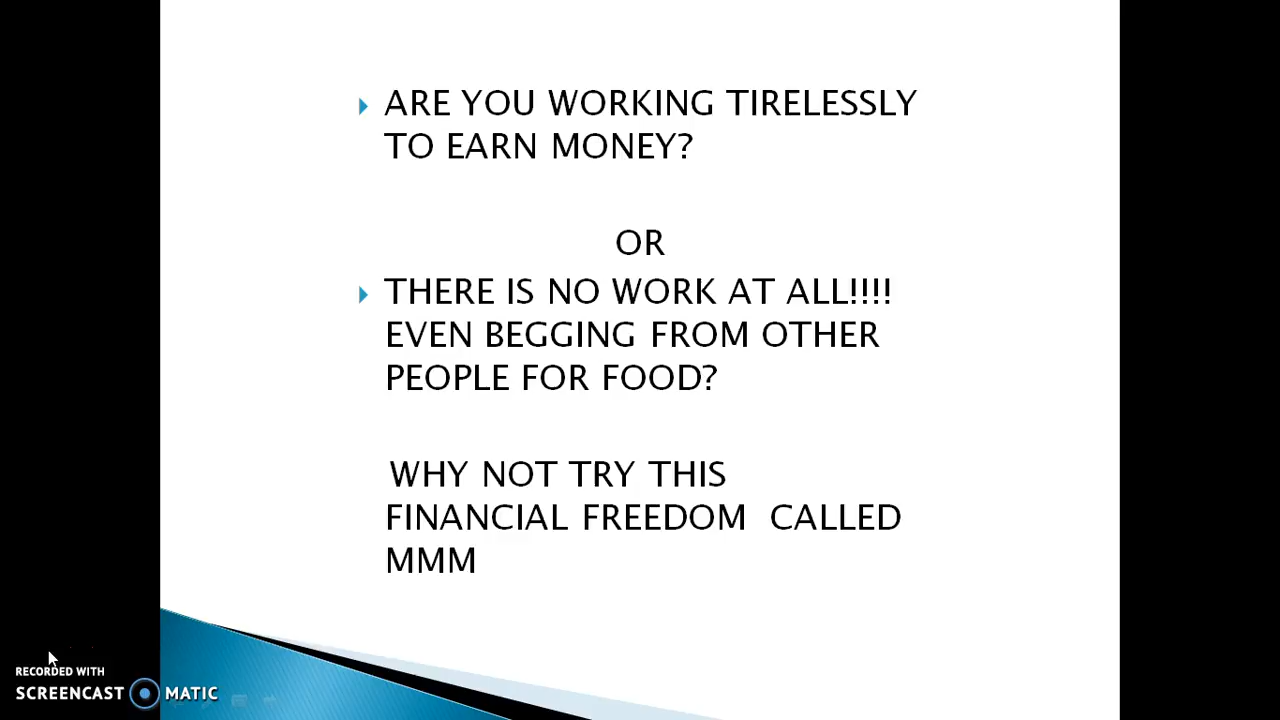 ARE YOU WORKING TIRELESSLY
TO EARN MONEY?
OR
THERE IS NO WORK AT ALL!!!!
EVEN BEGGING FROM OTHER
PEOPLE FOR FOOD?
WHY NOT TRY THIS
FINANCIAL FREEDOM CALLED
MMM
RECORDED WITH
SCREENCAST MATIC